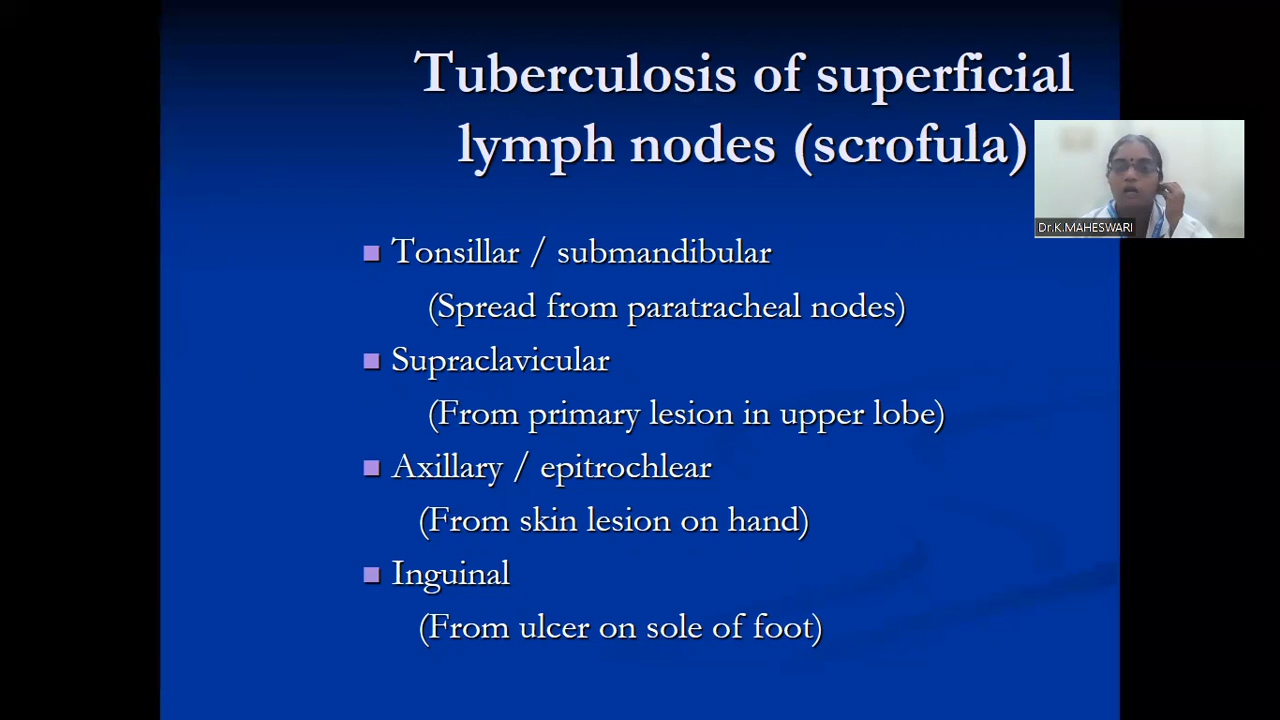 Tuberculosis of superficial
lymph nodes (scrofula)
Tonsillar / submandibular
(Spread from paratracheal nodes)
Supraclavicular
(From primary lesion in upper lobe)
Axillary / epitrochlear
(From skin lesion on hand)
Inguinal
(From ulcer on sole of foot)
Dr.K.MAHESWARI